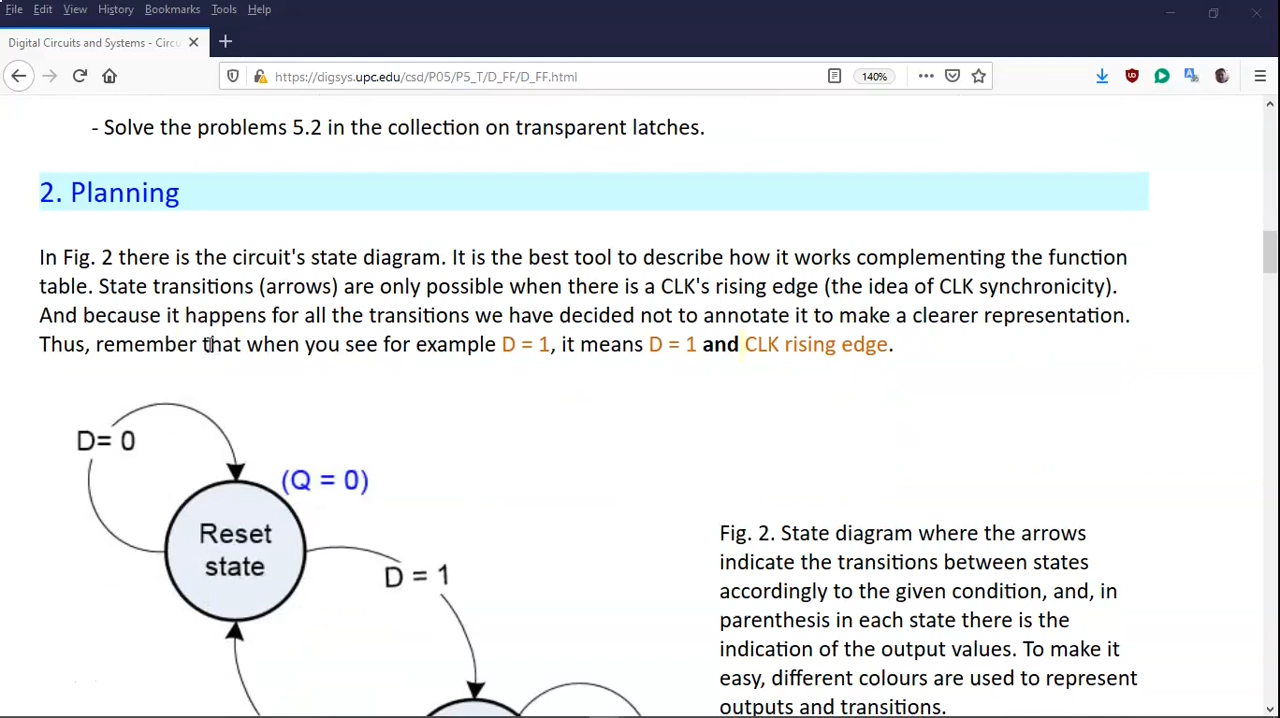 File Edit View History Bookmarks Tools Help
Digital Circuits and Systems - Circu
https://digsys.upc.edu/csd/P05/P5_T/D_FF/D_FF.html 140%
- Solve the problems 5.2 in the collection on transparent latches.
2. Planning
In Fig. 2 there is the circuit's state diagram. It is the best tool to describe how it works complementing the function
table. State transitions (arrows) are only possible when there is a CLK's rising edge (the idea of CLK synchronicity).
And because it happens for all the transitions we have decided not to annotate it to make a clearer representation.
Thus, remember that when you see for example D = 1, it means D = 1 and CLK rising edge.
D= 0
(Q = 0)
Reset
state
D = 1
Fig. 2. State diagram where the arrows
indicate the transitions between states
accordingly to the given condition, and, in
parenthesis in each state there is the
indication of the output values. To make it
easy, different colours are used to represent
outputs and transitions.